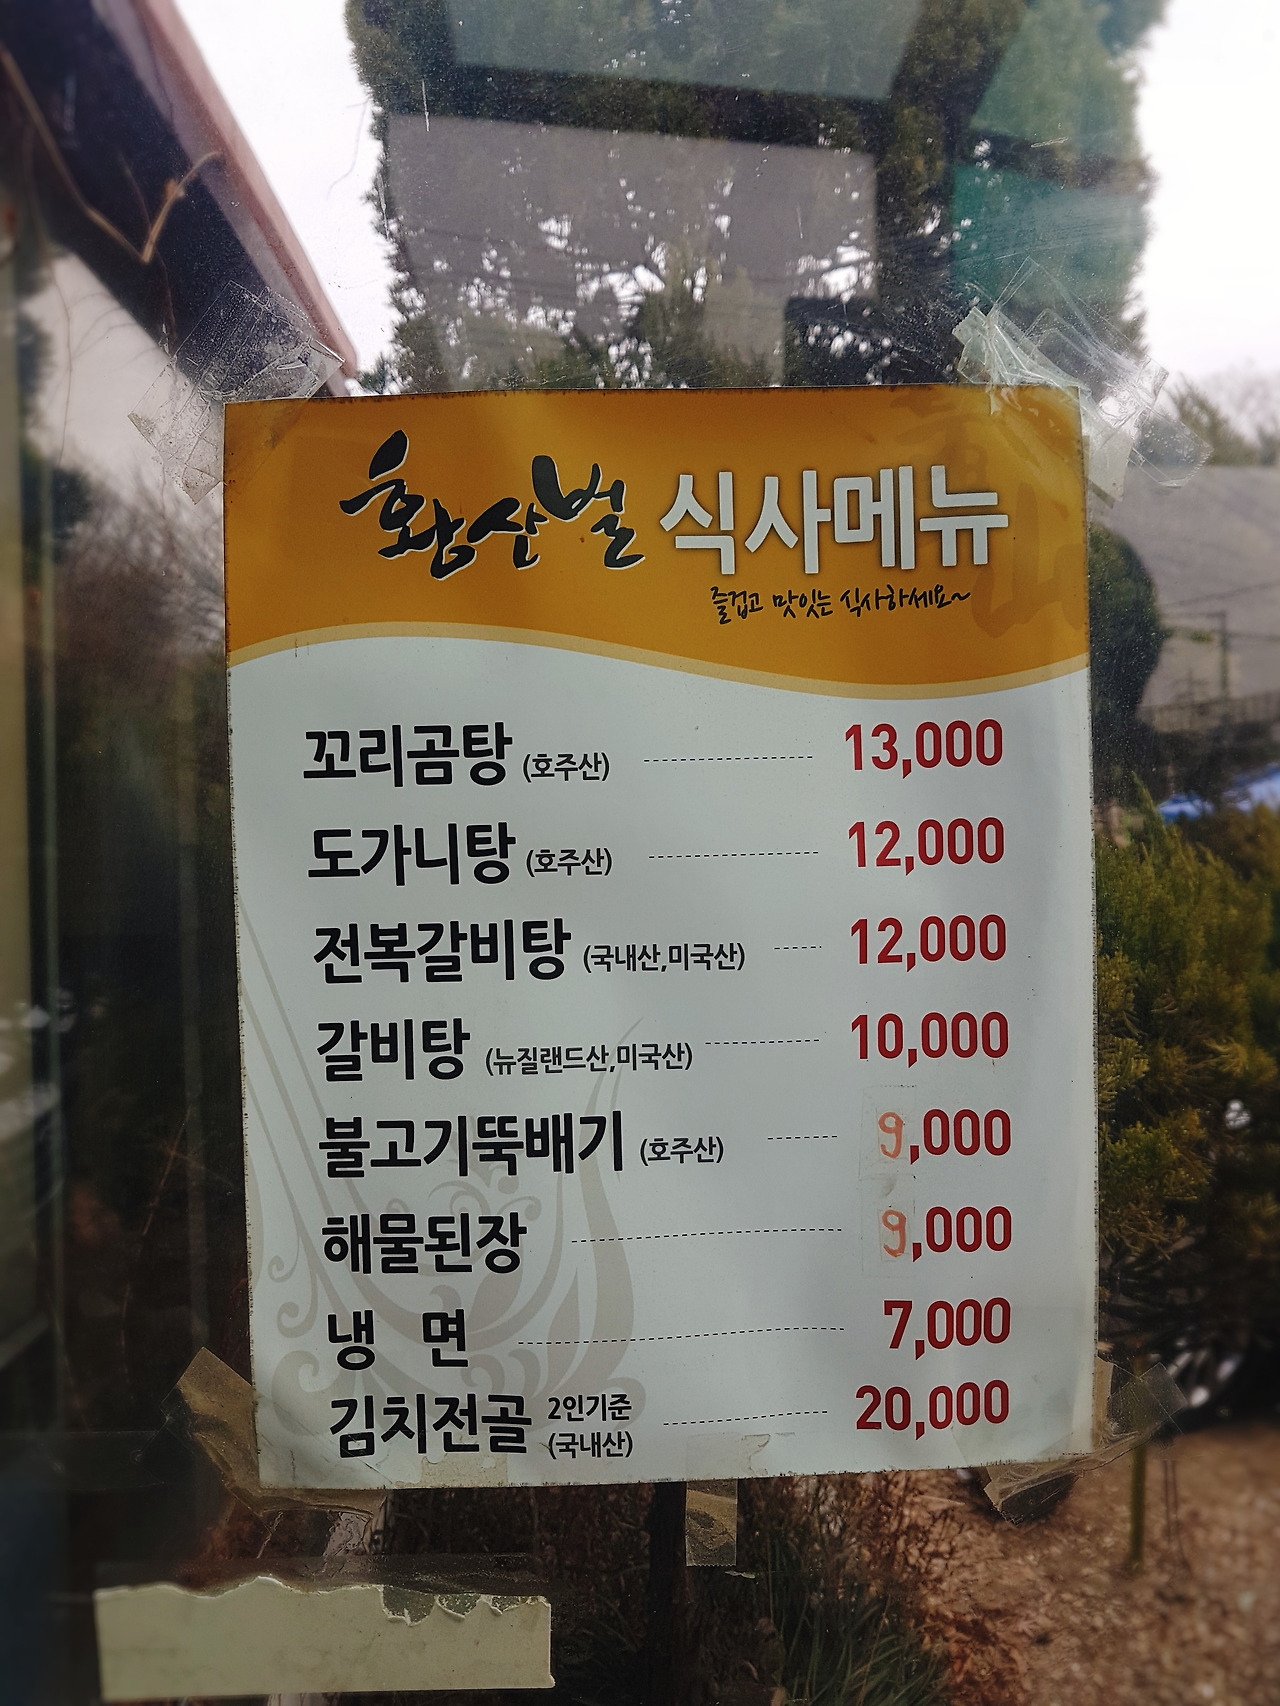 황산벌 식사메뉴
즐겁고 맛있는 식사하세요~
꼬리곰탕 (호주산) 13,000
도가니탕 (호주산) 12,000
전복갈비탕 (국내산,미국산) 12,000
갈비탕 (뉴질랜드산,미국산) 10,000
불고기뚝배기 (호주산) 9,000
해물된장 9,000
냉 면 7,000
김치전골 2인기준 (국내산) 20,000